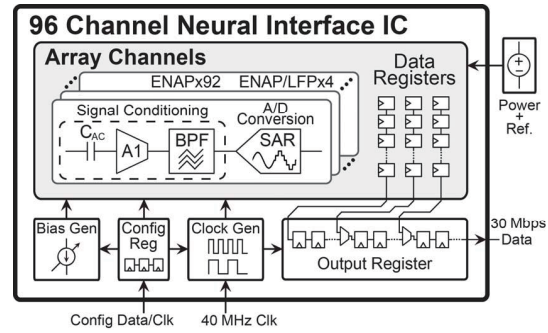 96 Channel Neural Interface IC
Array Channels
Data
Registers
ENAPx92 ENAP/LFPx4
Signal Conditioning
A/D
Conversion
CAC
A1
BPF
SAR
Power
+
Ref.
Bias Gen
Config
Reg
Clock Gen
Output Register
30 Mbps
Data
Config Data/Clk
40 MHz Clk